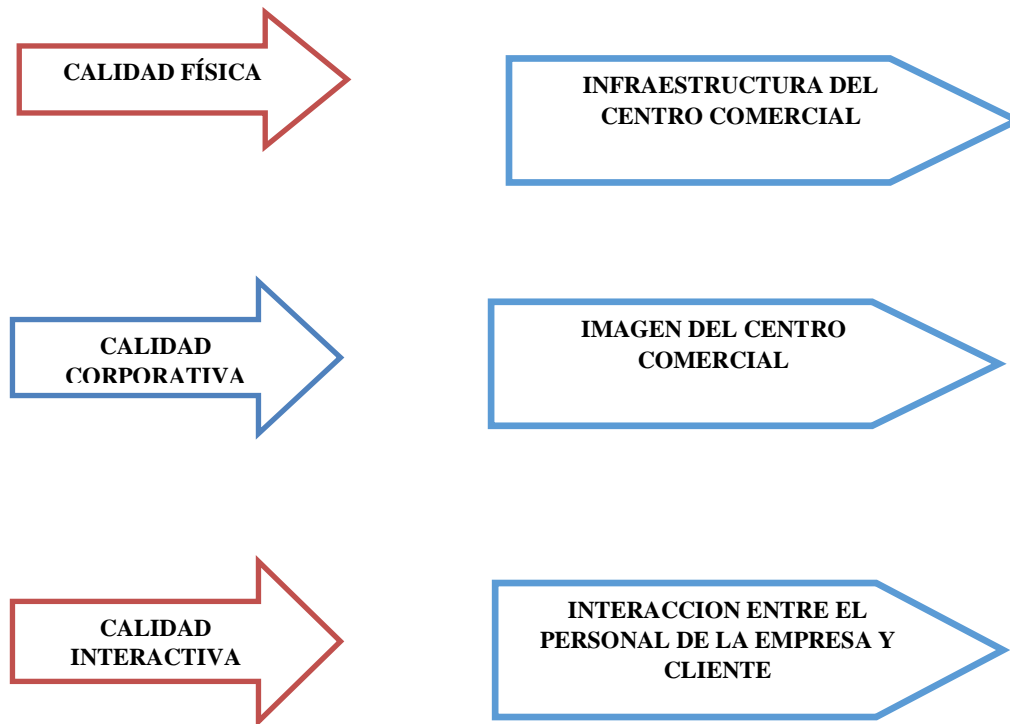 CALIDAD FÍSICA
INFRAESTRUCTURA DEL
CENTRO COMERCIAL
CALIDAD
CORPORATIVA
IMAGEN DEL CENTRO
COMERCIAL
CALIDAD
INTERACTIVA
INTERACCION ENTRE EL
PERSONAL DE LA EMPRESA Y
CLIENTE